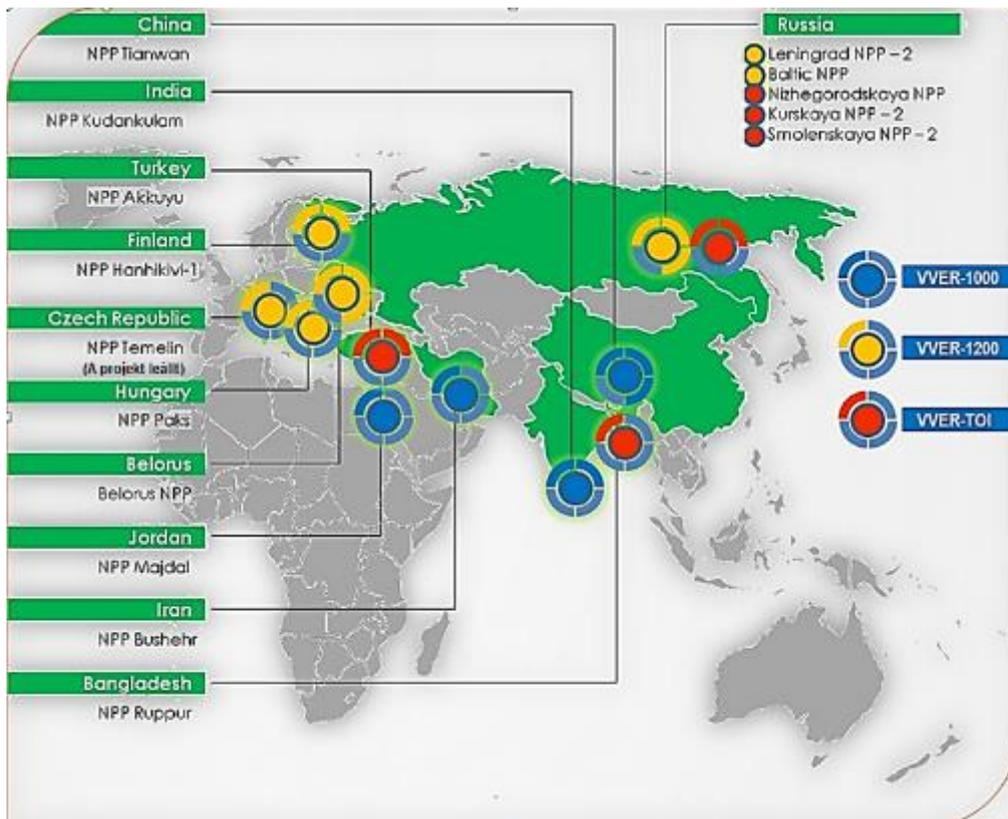 China
NPP Tianwan
India
NPP Kudankulam
Turkey
NPP Akkuyu
Finland
NPP Hanhikivi-1
Czech Republic
NPP Temelin
(A projekt leállt)
Hungary
NPP Paks
Belorus
Belorus NPP
Jordan
NPP Majdal
Iran
NPP Bushehr
Bangladesh
NPP Ruppur
Russia
Leningrad NPP – 2
Baltic NPP
Nizhegorodskaya NPP
Kurskaya NPP – 2
Smolenskaya NPP – 2
VVER-1000
VVER-1200
VVER-TOI